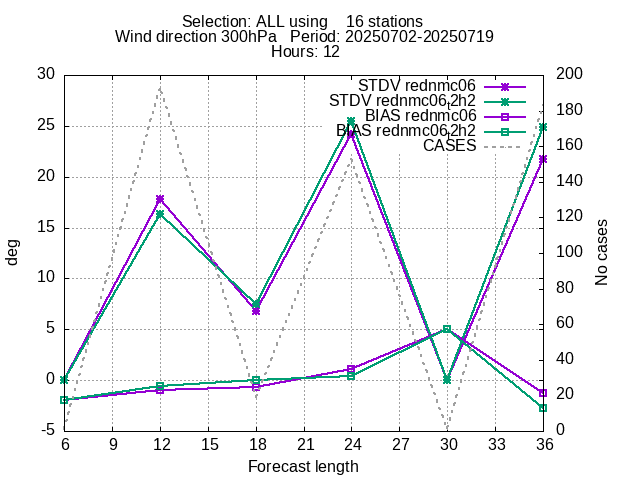 Selection: ALL using 16 stations
Wind direction 300hPa Period: 20250702-20250719
Hours: 12
30
25
20
15
10
5
0
-5
deg
200
180
160
140
120
100
80
60
40
20
0
No cases
STDV rednmc06
STDV rednmc06t2h2
BIAS rednmc06
BIAS rednmc06t2h2
CASES
6 9 12 15 18 21 24 27 30 33 36
Forecast length